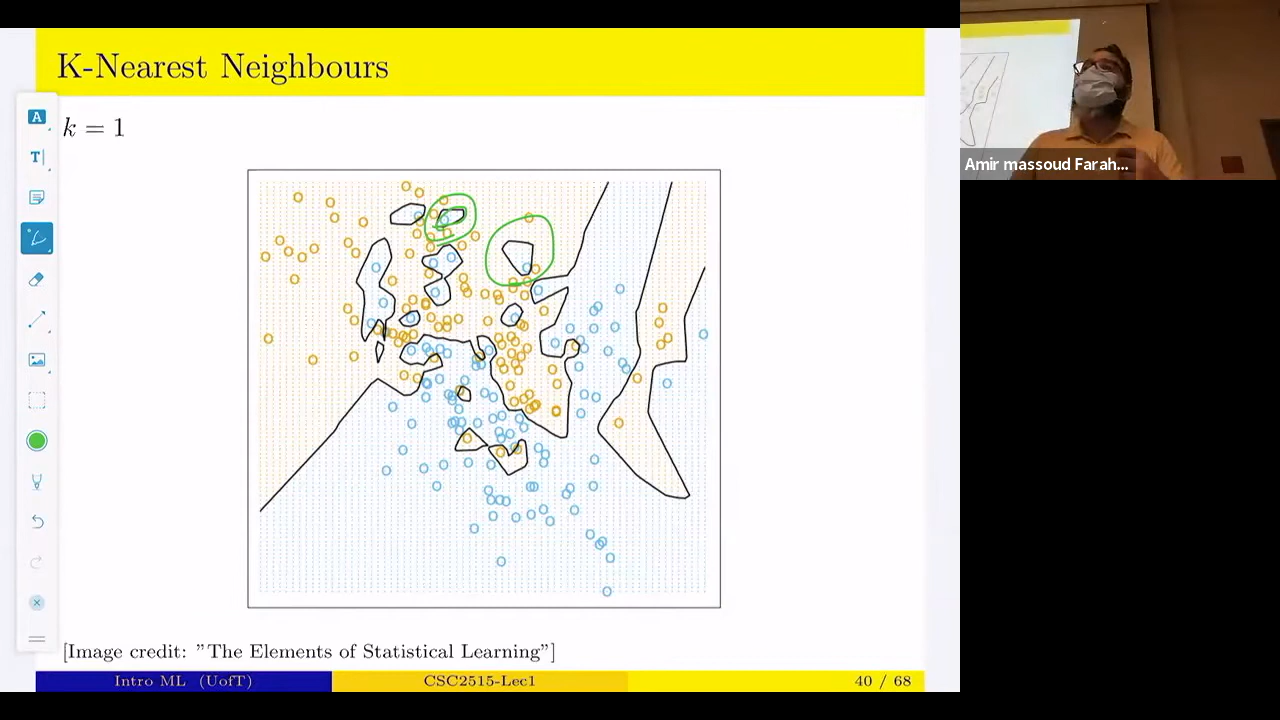 K-Nearest Neighbours
A
T
k = 1
Amir massoud Farah...
[Image credit: "The Elements of Statistical Learning"]
Intro ML (UofT)
CSC2515-Lec1
40 / 68